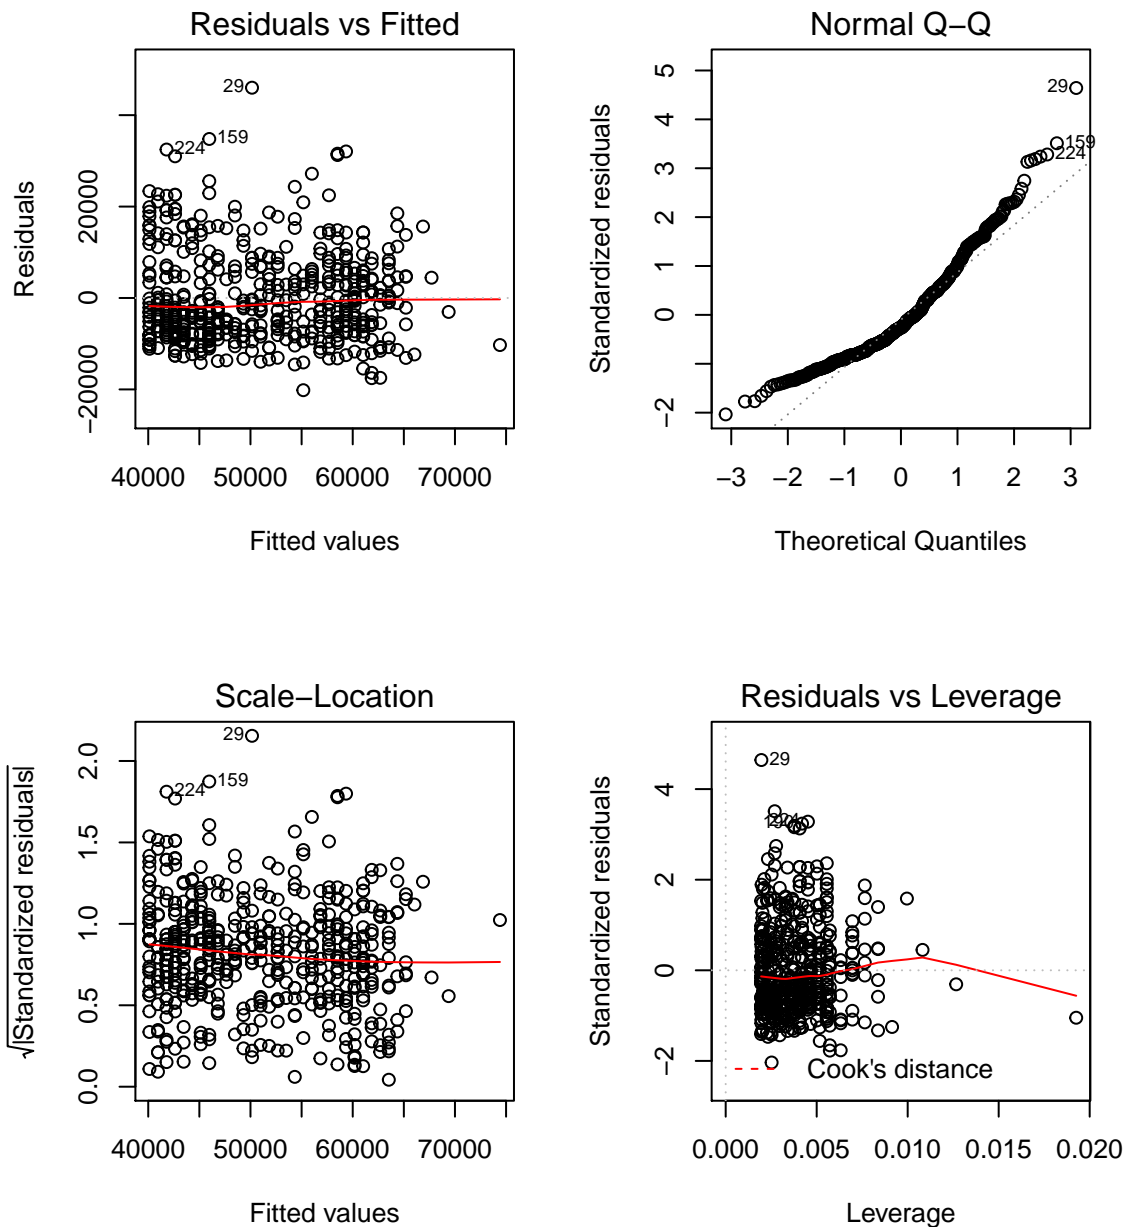 Residuals vs Fitted
Residuals
−20000
0
20000
29
159
224
40000 50000 60000 70000
Fitted values
Normal Q−Q
Standardized residuals
−2
0
1
2
3
4
5
29
159
224
−3 −2 −1 0 1 2 3
Theoretical Quantiles
Scale−Location
√|Standardized residuals|
0.0
0.5
1.0
1.5
2.0
29
159
224
40000 50000 60000 70000
Fitted values
Residuals vs Leverage
Standardized residuals
−2
0
2
4
29
Cook's distance
0.000 0.005 0.010 0.015 0.020
Leverage